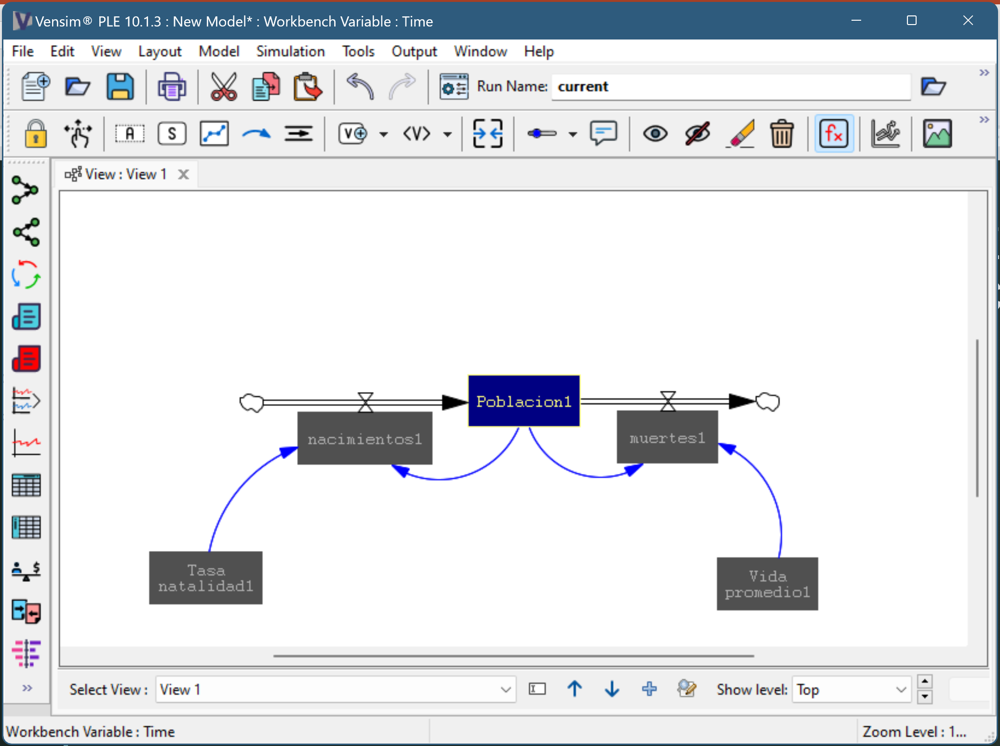 Vensim® PLE 10.1.3 : New Model* : Workbench Variable : Time
File Edit View Layout Model Simulation Tools Output Window Help
Run Name: current
A S V <V> fx
View : View 1
Poblacion1
nacimientos1
muertes1
Tasa
natalidad1
Vida
promedio1
Select View : View 1 Show level: Top
Workbench Variable : Time Zoom Level : 1...